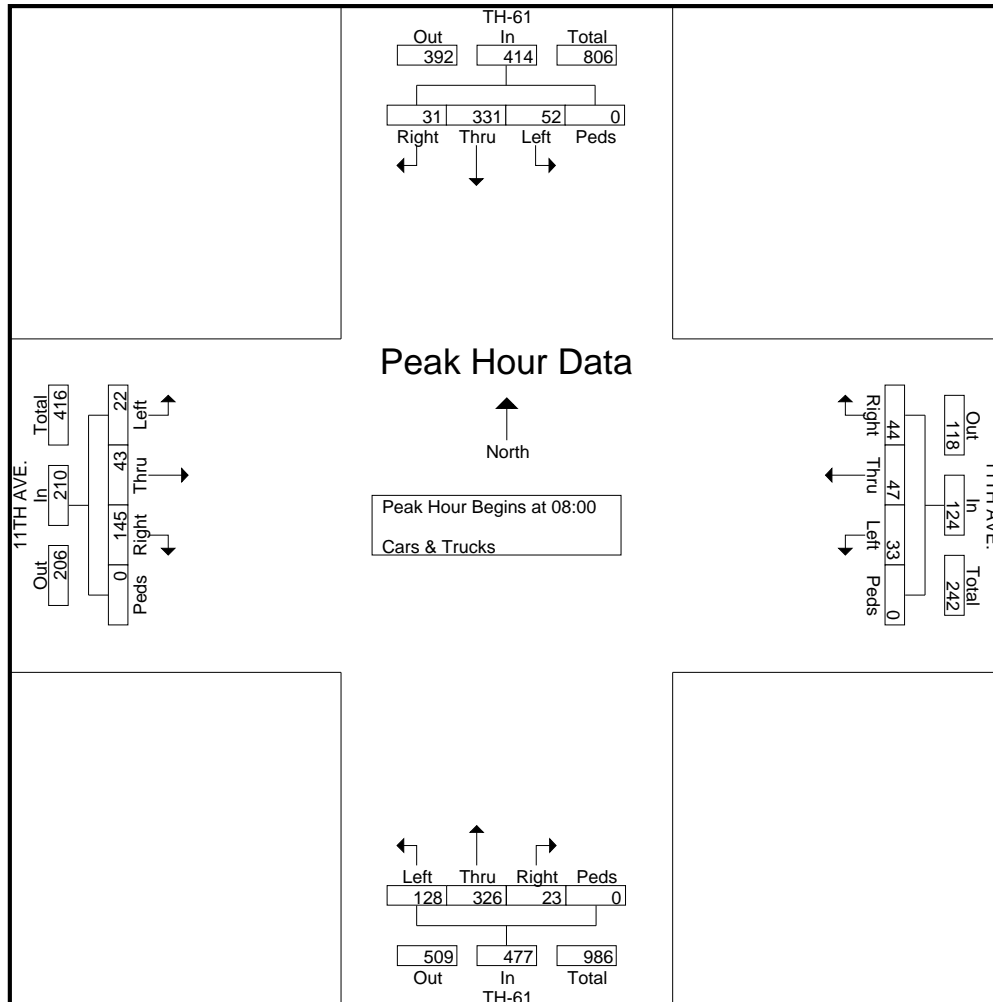 TH-61
Out In Total
392 414 806
31 331 52 0
Right Thru Left Peds
Peak Hour Data
North
Peak Hour Begins at 08:00
Cars & Trucks
11TH AVE.
Total In Out
416 210 206
22 43 145 0
Left Thru Right Peds
Right Thru Left Peds
44 47 33 0
Out In Total
118 124 242
11TH AVE.
Left Thru Right Peds
128 326 23 0
509 477 986
Out In Total
TH-61